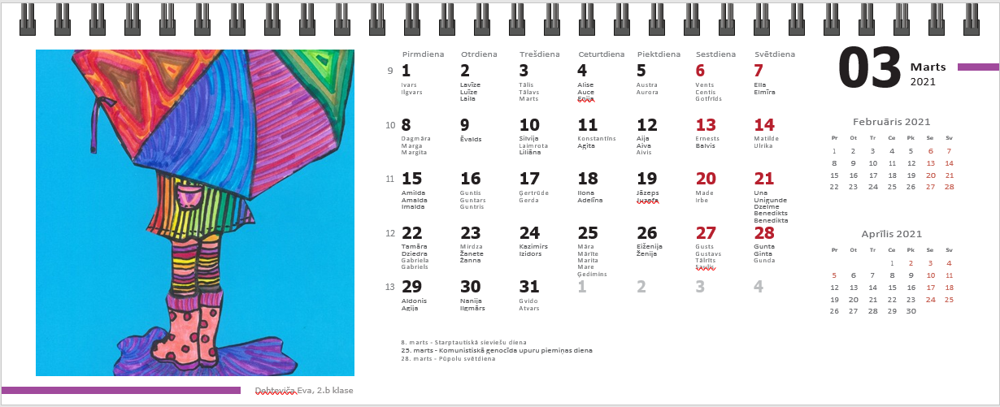 Pirmdiena Otrdiena Trešdiena Ceturtdiena Piektdiena Sestdiena Svētdiena
03
Marts
2021
9 1 2 3 4 5 6 7
Ivars Lavīze Tālis Alise Austra Vents Ella
Ilgvars Luīze Tālavs Auce Aurora Centis Elmīra
Laila Marts Enija Gotfrīds
10 8 9 10 11 12 13 14
Dagmāra Ēvalds Silvija Konstantīns Aija Ernests Matilde
Marga Laimrota Agita Aiva Balvis Ulrika
Margita Liliāna Aivis
11 15 16 17 18 19 20 21
Amilda Guntis Ģertrūde Ilona Jāzeps Made Una
Amalda Guntars Gerda Adelīna Juzefa Irbe Unigunde
Imalda Guntris Dzelme
Benedikts
Benedikta
12 22 23 24 25 26 27 28
Tamāra Mirdza Kazimirs Māra Eiženija Gusts Gunta
Dziedra Žanete Izidors Mārīte Ženija Gustavs Ginta
Gabriela Žanna Marita Tālrīts Gunda
Gabriels Mare Saulis
Ģedimins
13 29 30 31 1 2 3 4
Aldonis Nanija Gvido
Agija Ilgmārs Atvars
8. marts - Starptautiskā sieviešu diena
25. marts - Komunistiskā genocīda upuru piemiņas diena
28. marts - Pūpolu svētdiena
Februāris 2021
Pr Ot Tr Ce Pk Se Sv
1 2 3 4 5 6 7
8 9 10 11 12 13 14
15 16 17 18 19 20 21
22 23 24 25 26 27 28
Aprīlis 2021
Pr Ot Tr Ce Pk Se Sv
1 2 3 4
5 6 7 8 9 10 11
12 13 14 15 16 17 18
19 20 21 22 23 24 25
26 27 28 29 30
Eva, 2.b klase